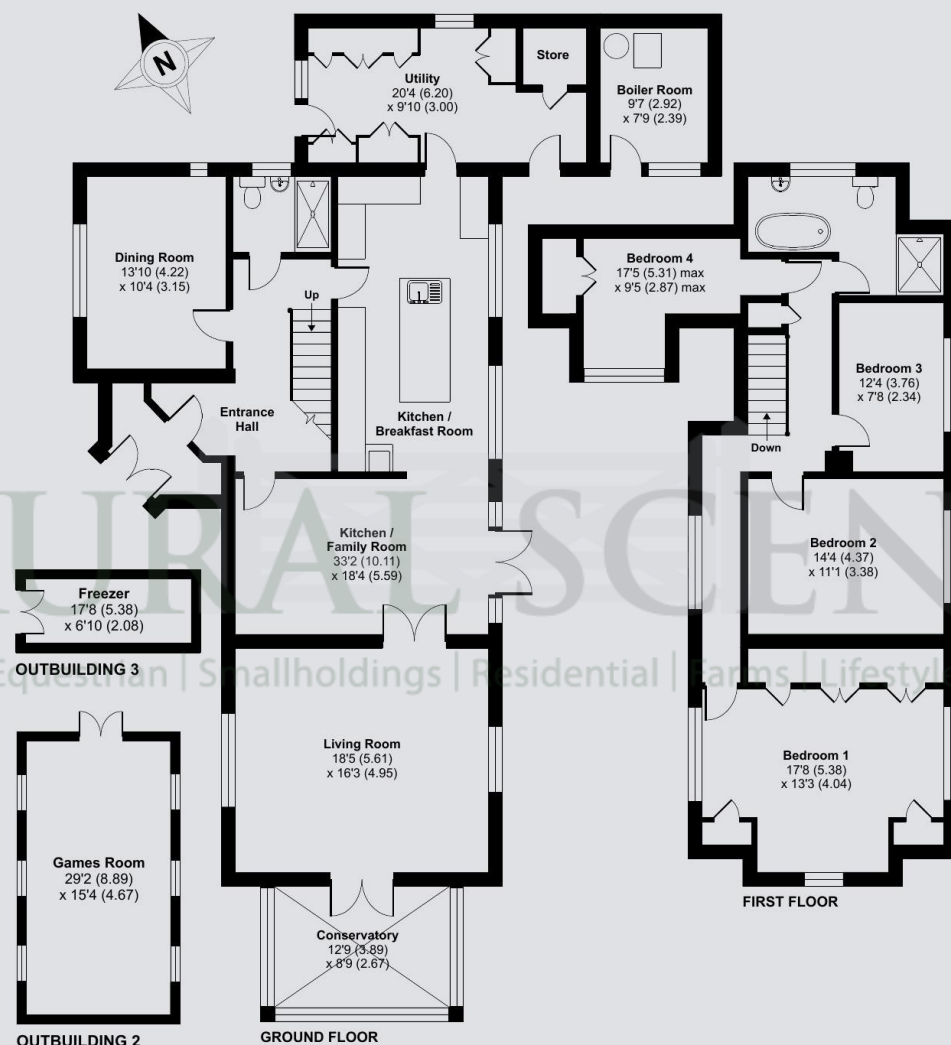 N
Utility
20'4 (6.20)
x 9'10 (3.00)
Store
Boiler Room
9'7 (2.92)
x 7'9 (2.39)
Dining Room
13'10 (4.22)
x 10'4 (3.15)
Up
Entrance
Hall
Kitchen /
Breakfast Room
Bedroom 4
17'5 (5.31) max
x 9'5 (2.87) max
Bedroom 3
12'4 (3.76)
x 7'8 (2.34)
Down
Kitchen /
Family Room
33'2 (10.11)
x 18'4 (5.59)
Bedroom 2
14'4 (4.37)
x 11'1 (3.38)
RURAL SCENE
Equestrian | Smallholdings | Residential | Farms | Lifestyle
Freezer
17'8 (5.38)
x 6'10 (2.08)
OUTBUILDING 3
Living Room
18'5 (5.61)
x 16'3 (4.95)
Bedroom 1
17'8 (5.38)
x 13'3 (4.04)
Games Room
29'2 (8.89)
x 15'4 (4.67)
FIRST FLOOR
Conservatory
12'9 (3.89)
x 8'9 (2.67)
OUTBUILDING 2
GROUND FLOOR